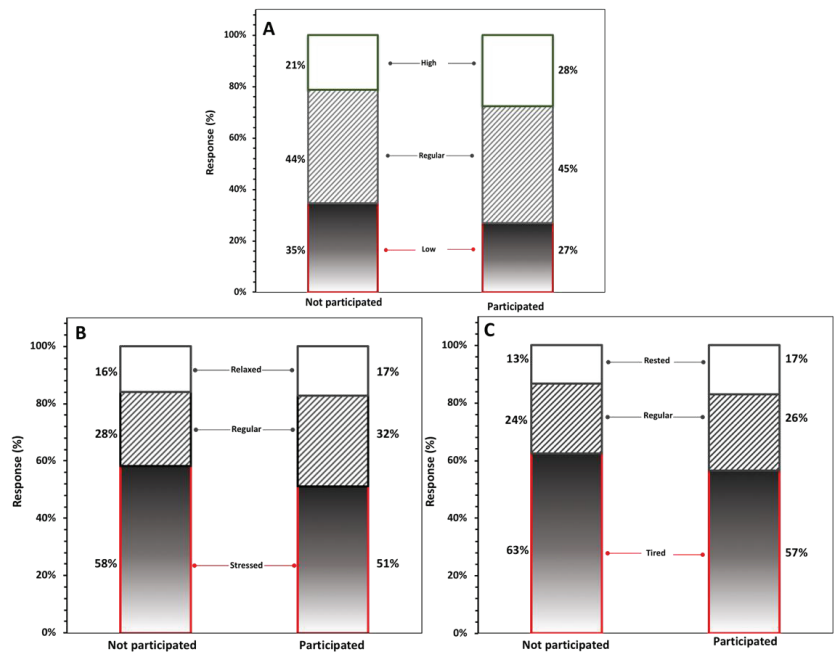 A
Response (%)
100%
80%
60%
40%
20%
0%
21%
High
28%
44%
Regular
45%
35%
Low
27%
Not participated
Participated
B
Response (%)
100%
80%
60%
40%
20%
0%
16%
Relaxed
17%
28%
Regular
32%
58%
Stressed
51%
Not participated
Participated
C
Response (%)
100%
80%
60%
40%
20%
0%
13%
Rested
17%
24%
Regular
26%
63%
Tired
57%
Not participated
Participated